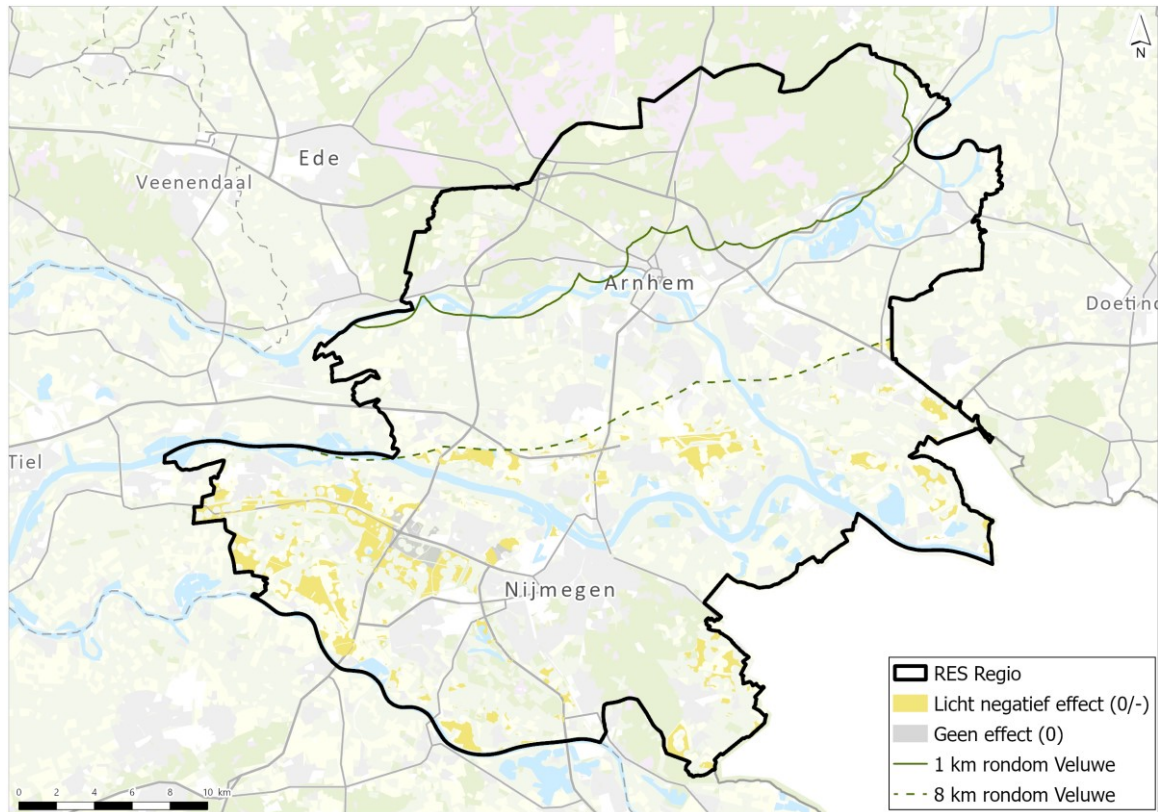 N
Ede
Veenendaal
Arnhem
Doetinc
Tiel
Nijmegen
RES Regio
Licht negatief effect (0/-)
Geen effect (0)
1 km rondom Veluwe
8 km rondom Veluwe
0 2 4 6 8 10 km